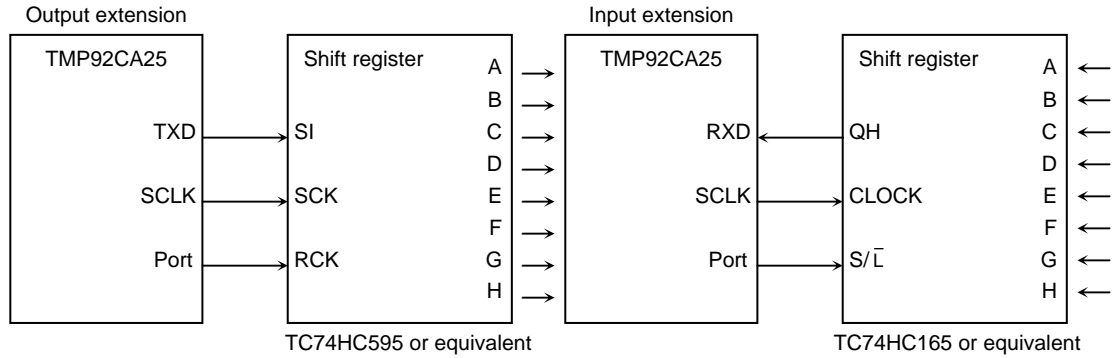 Output extension
TMP92CA25
TXD
SCLK
Port
Shift register
SI
SCK
RCK
A
B
C
D
E
F
G
H
TC74HC595 or equivalent
Input extension
TMP92CA25
RXD
SCLK
Port
Shift register
QH
CLOCK
S/L̅
A
B
C
D
E
F
G
H
TC74HC165 or equivalent